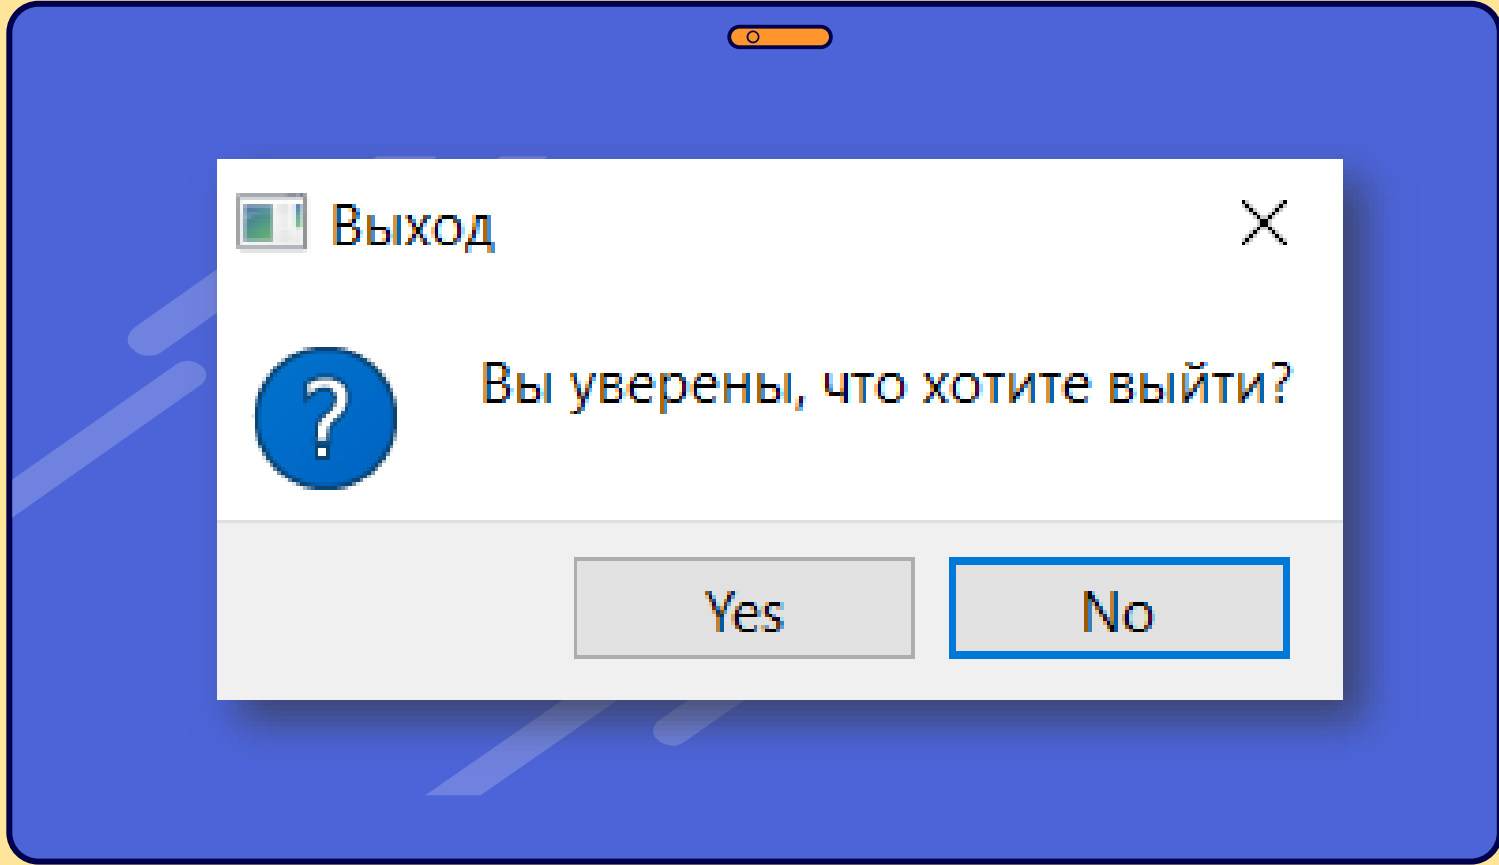 Выход
Вы уверены, что хотите выйти?
Yes
No